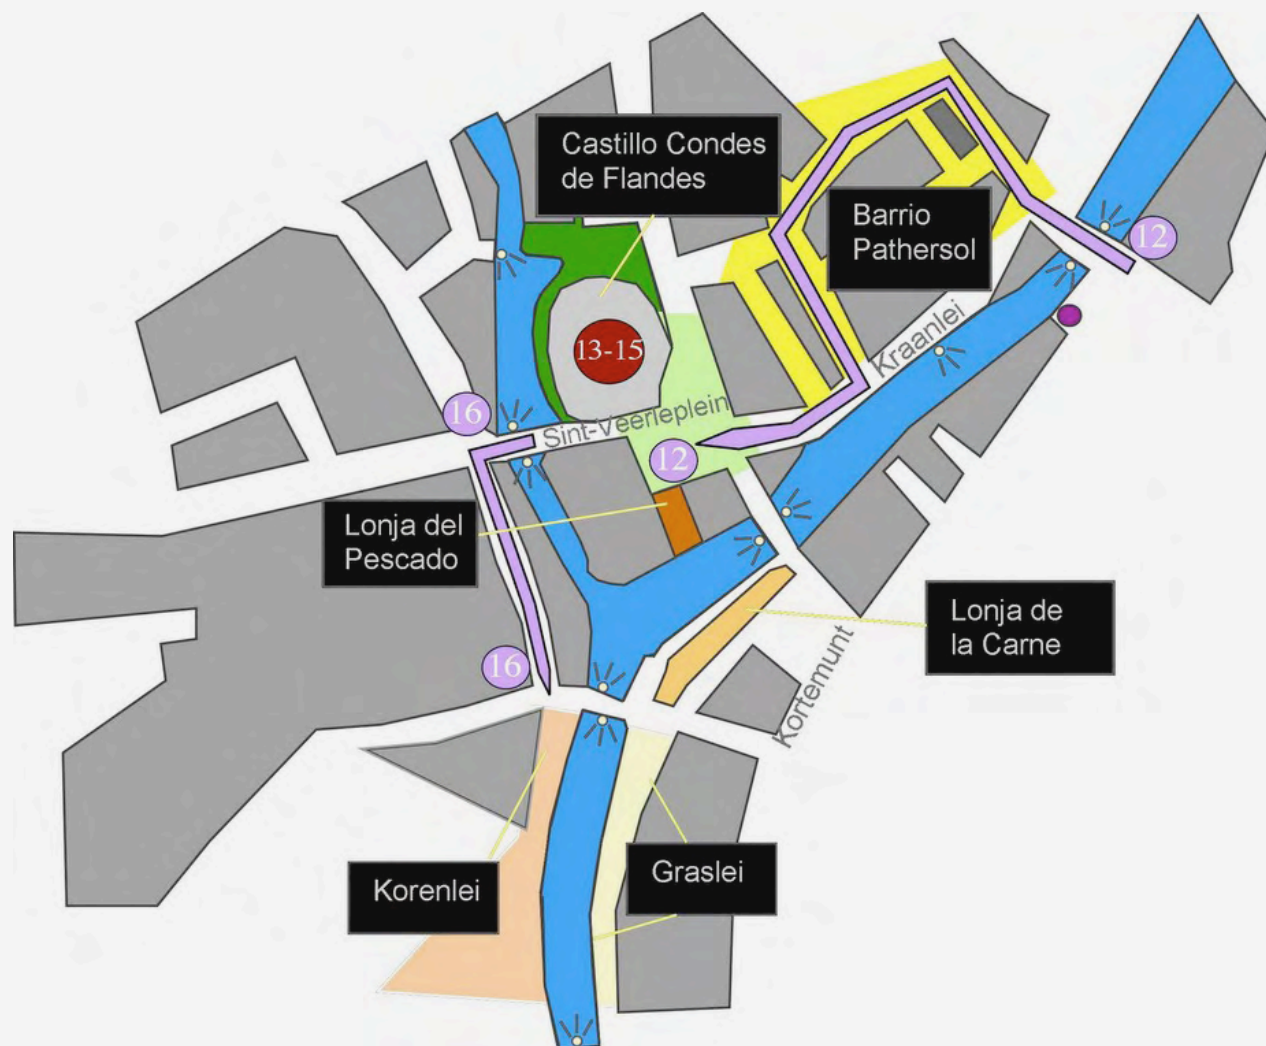 Castillo Condes
de Flandes
Barrio
Pathersol
12
13-15
Kraanlei
16
Sint-Veerleplein
12
Lonja del
Pescado
Lonja de
la Carne
16
Kortemunt
Korenlei
Graslei